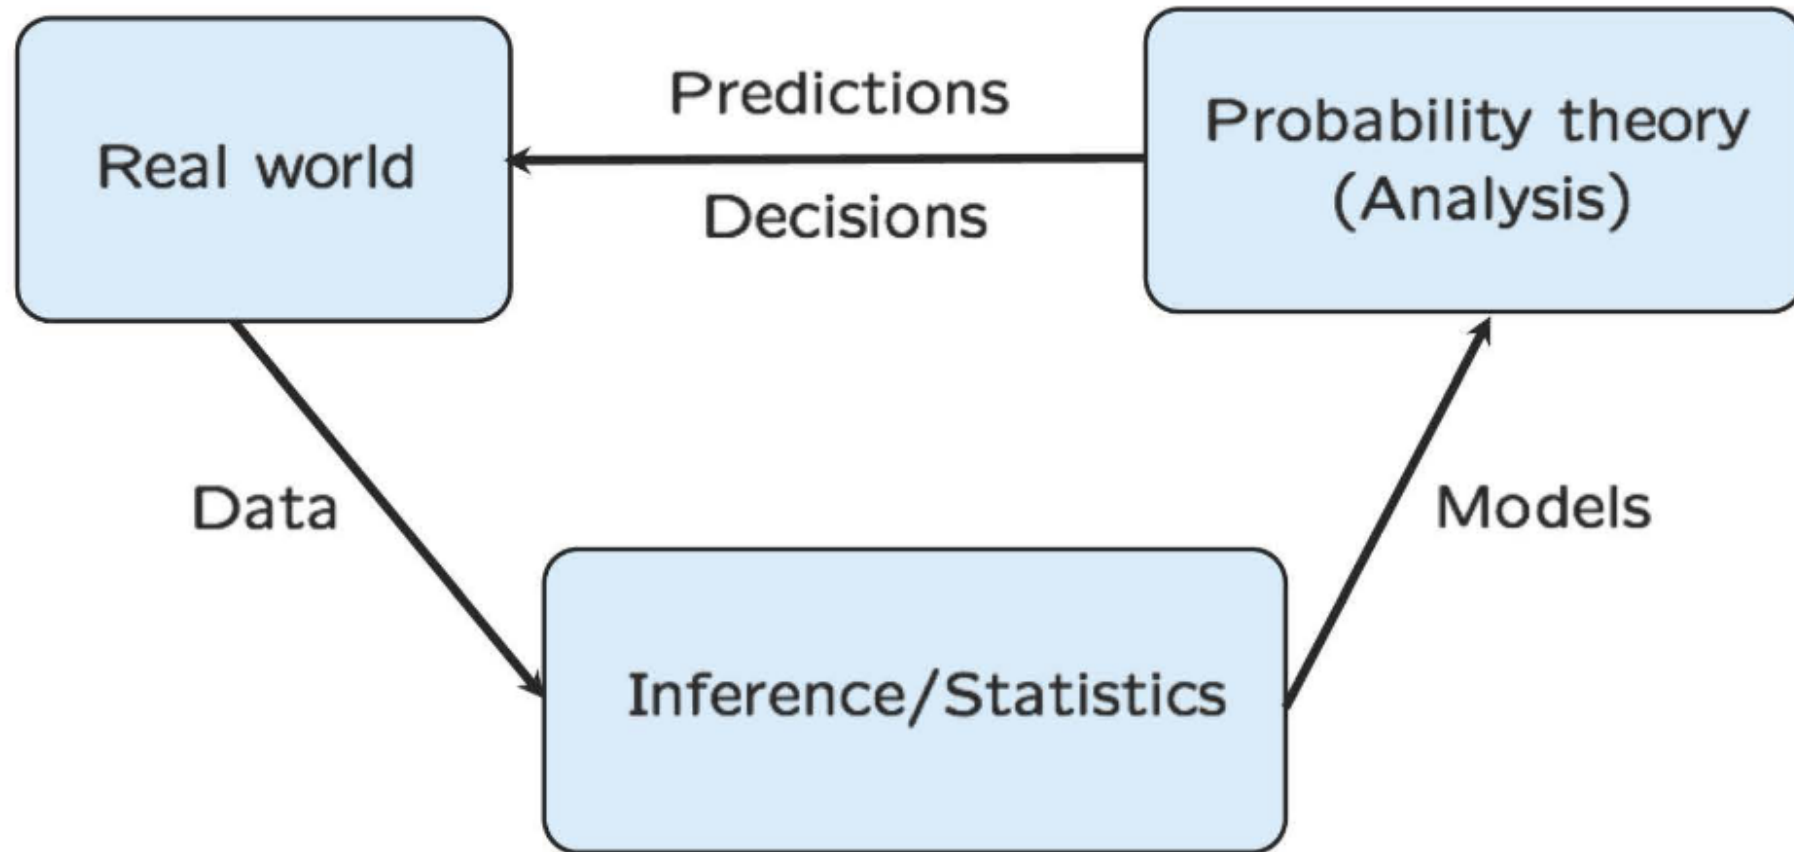 Real world
Predictions
Decisions
Probability theory
(Analysis)
Data
Models
Inference/Statistics